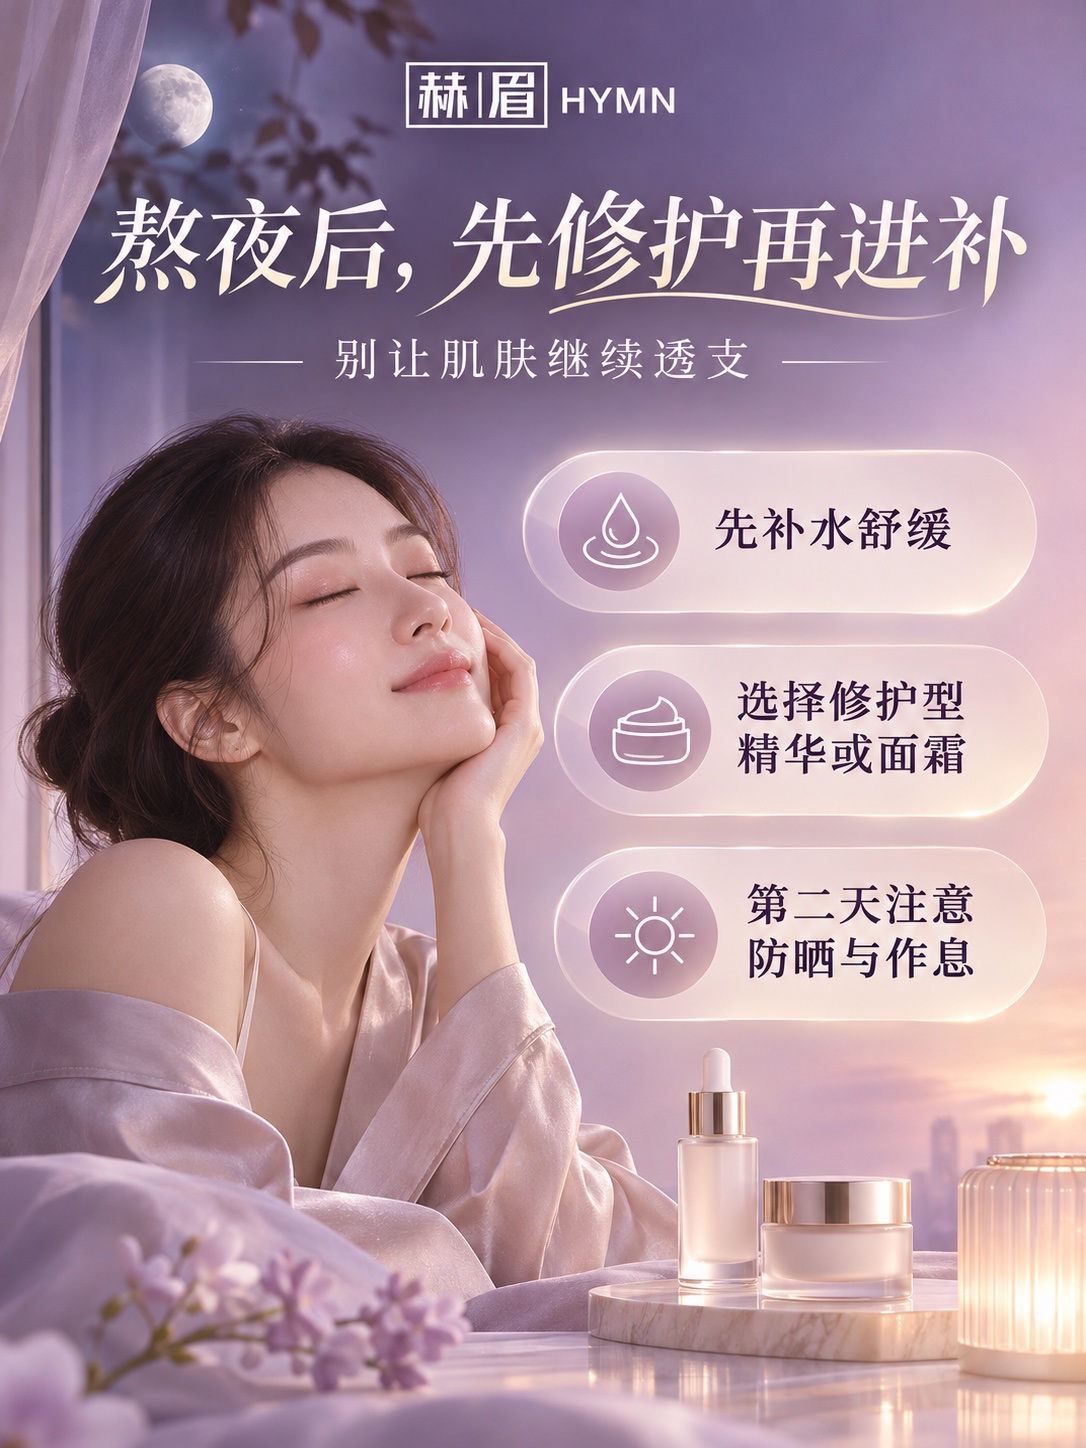 赫眉 HYMN
熬夜后,先修护再进补
别让肌肤继续透支
先补水舒缓
选择修护型
精华或面霜
第二天注意
防晒与作息